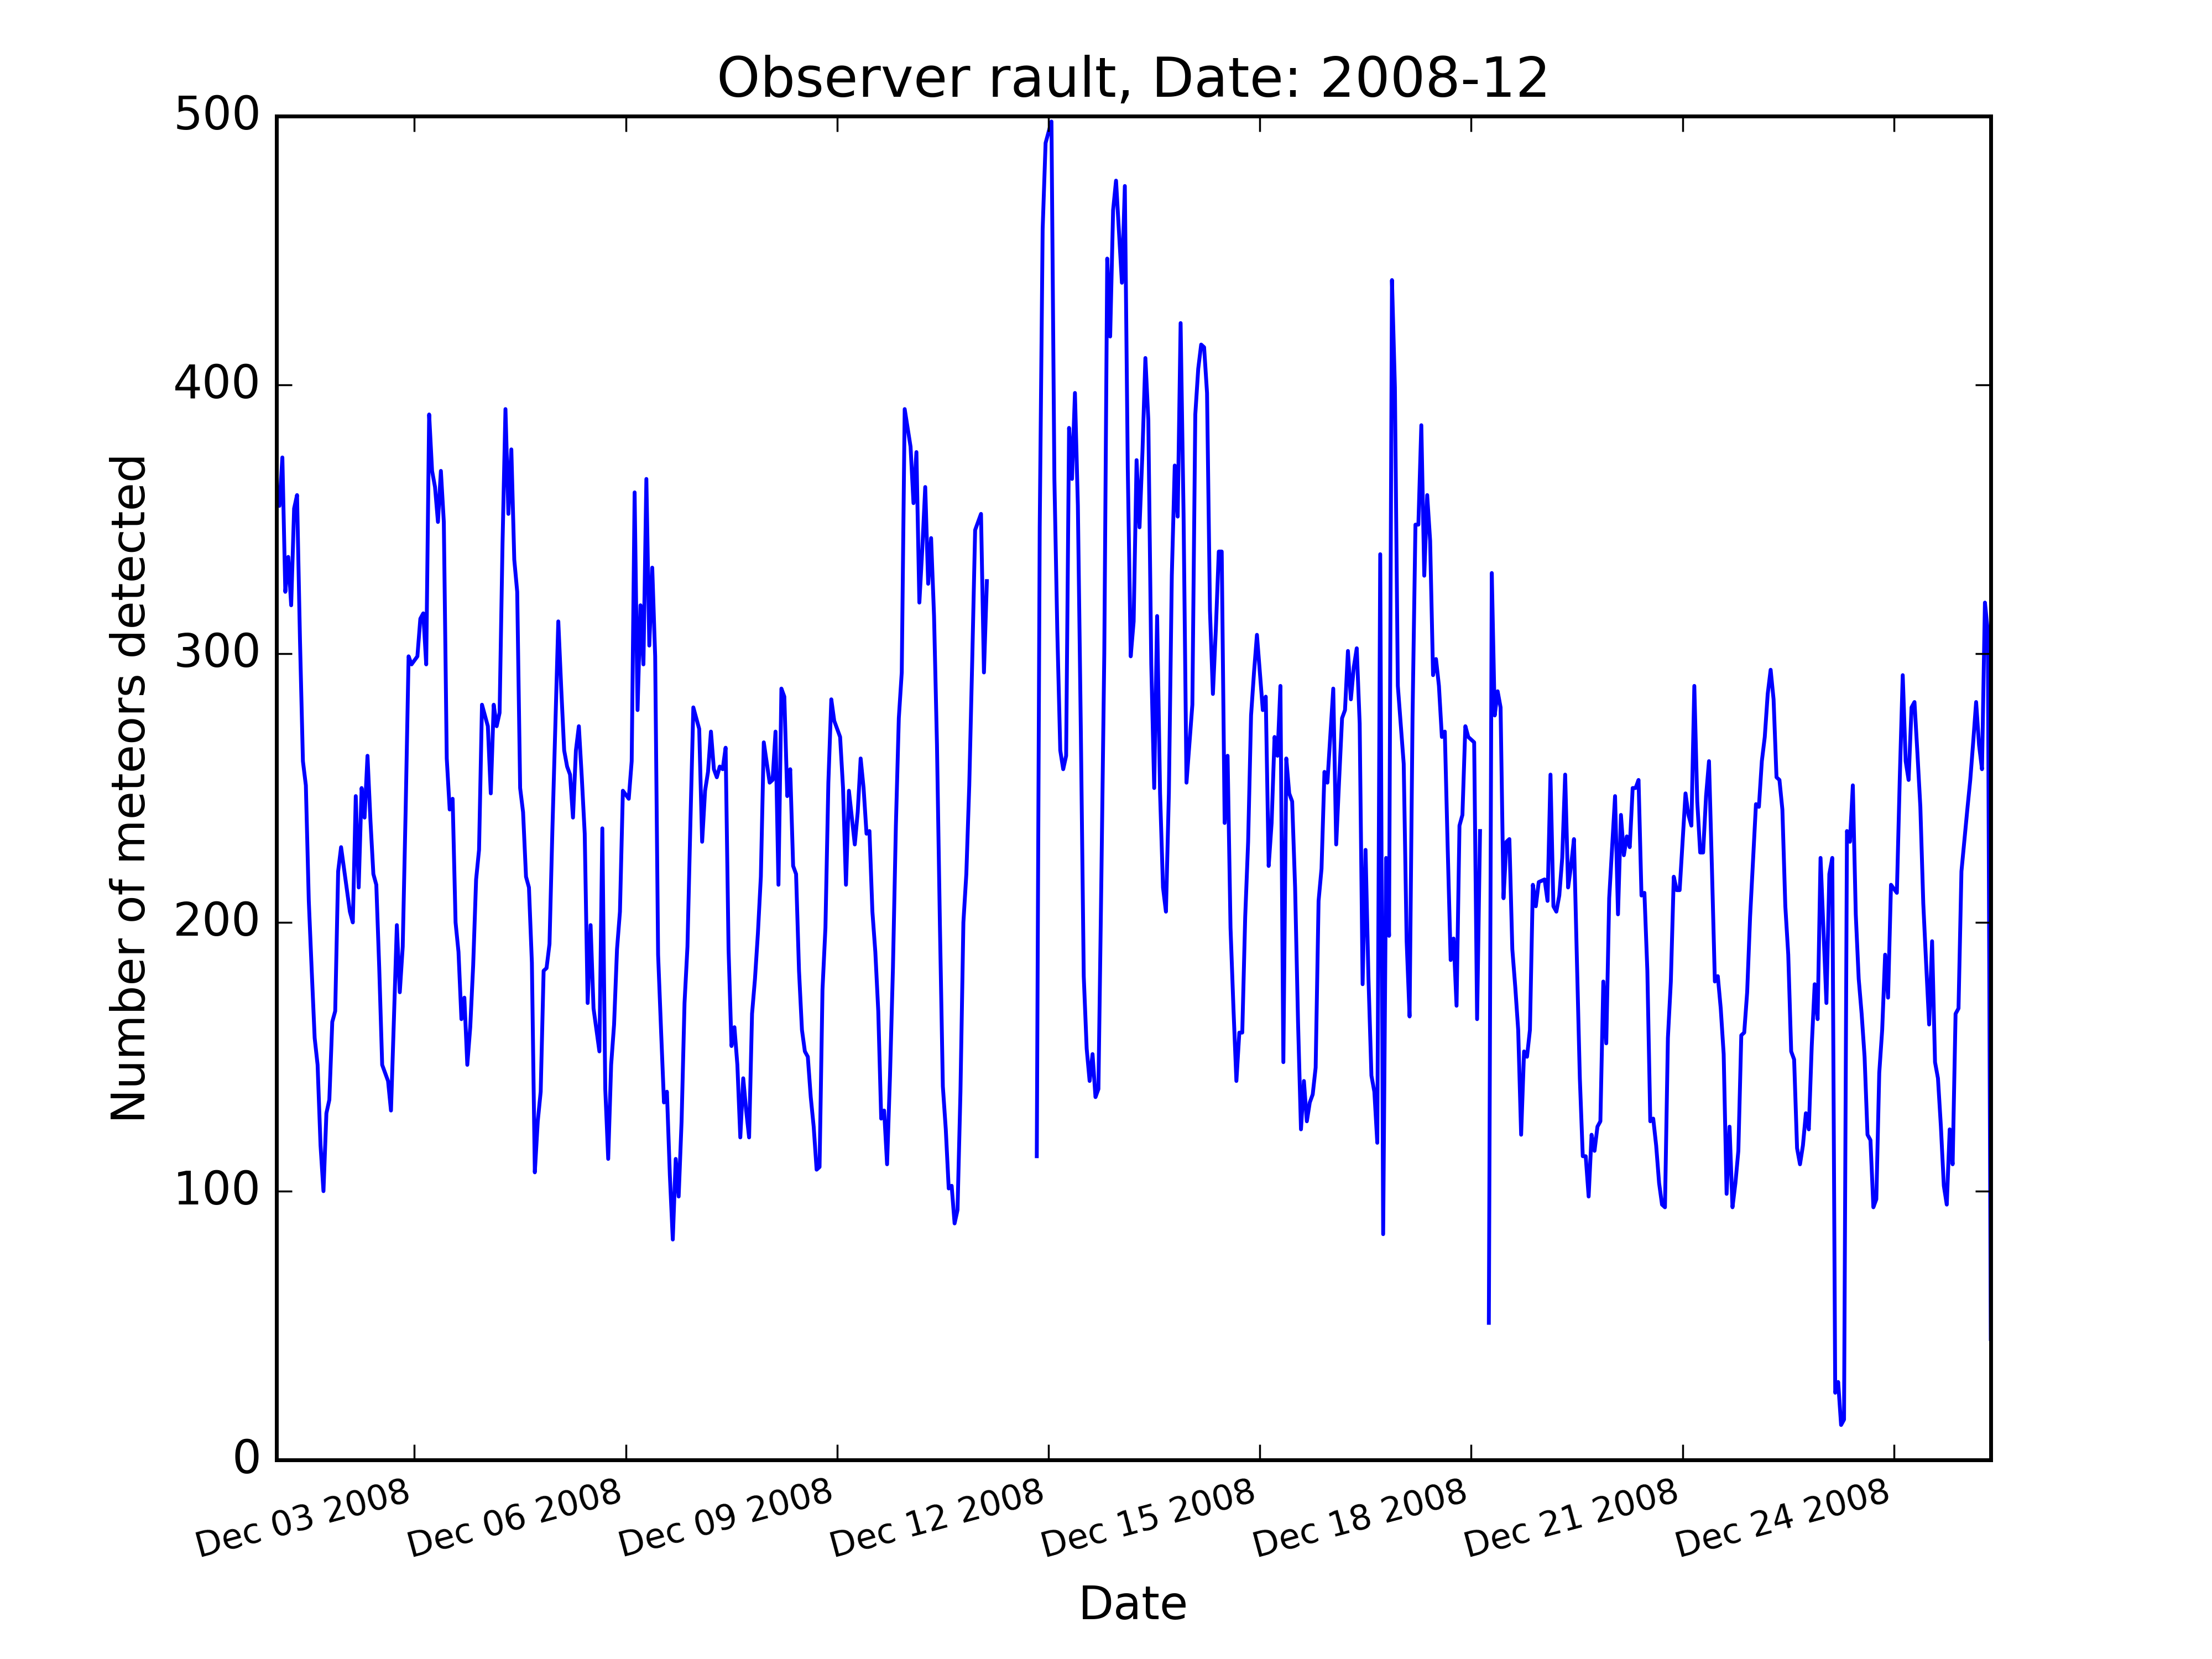 Observer rault, Date: 2008-12
500
400
300
200
100
0
Number of meteors detected
Dec 03 2008
Dec 06 2008
Dec 09 2008
Dec 12 2008
Dec 15 2008
Dec 18 2008
Dec 21 2008
Dec 24 2008
Date